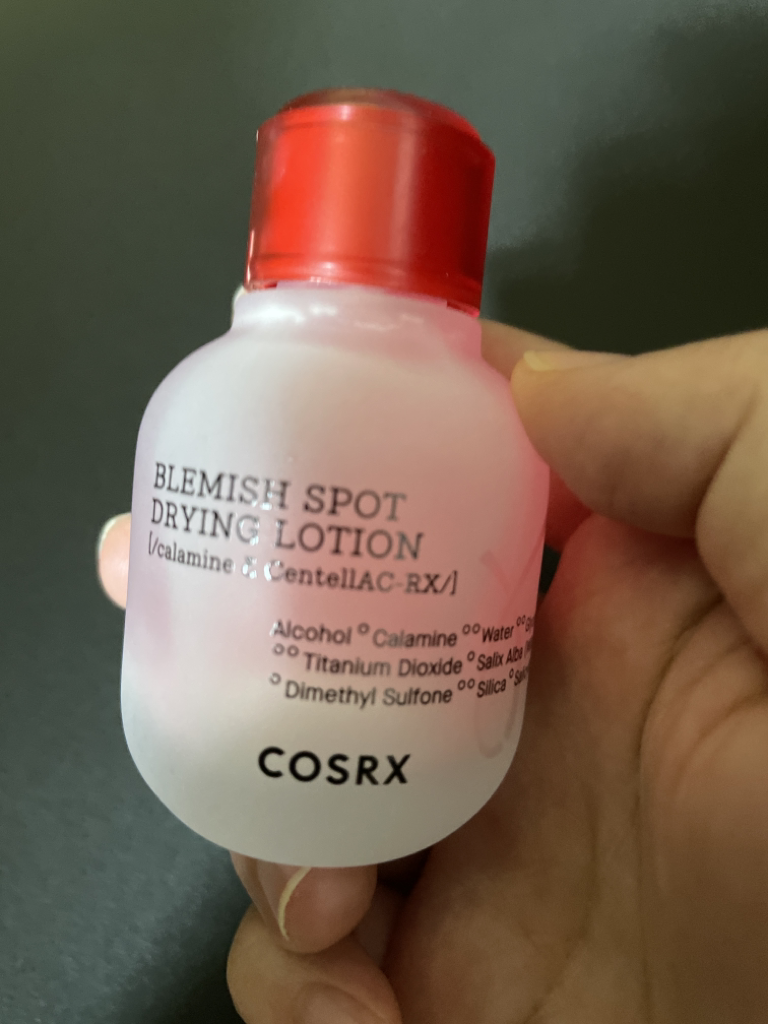 BLEMISH SPOT
DRYING LOTION
[/calamine & CentellAC-RX/]
Alcohol °Calamine °°Water °°
°°Titanium Dioxide °Salix Alba
°Dimethyl Sulfone °°Silica °
COSRX